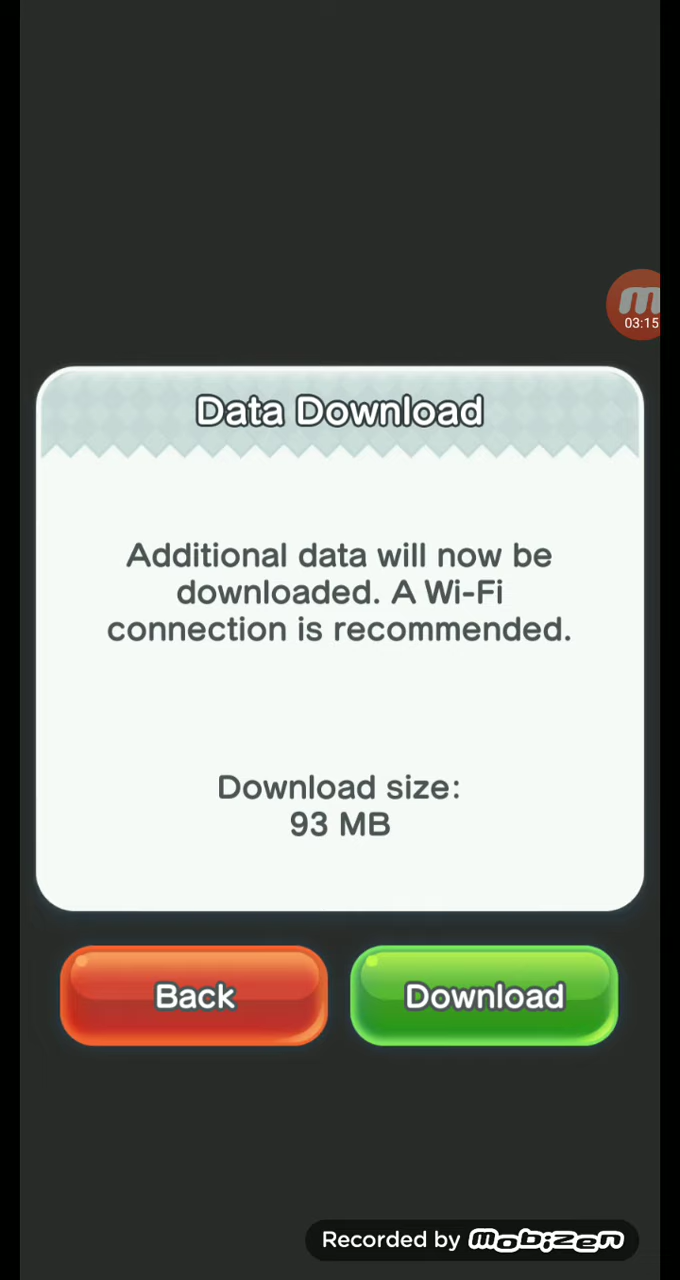 03:15
Data Download
Additional data will now be
downloaded. A Wi-Fi
connection is recommended.
Download size:
93 MB
Back
Download
Recorded by mobizen